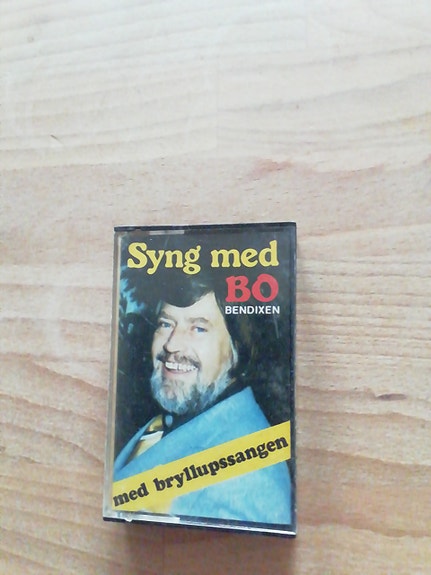 Syng med
BO
BENDIXEN
med bryllupssangen